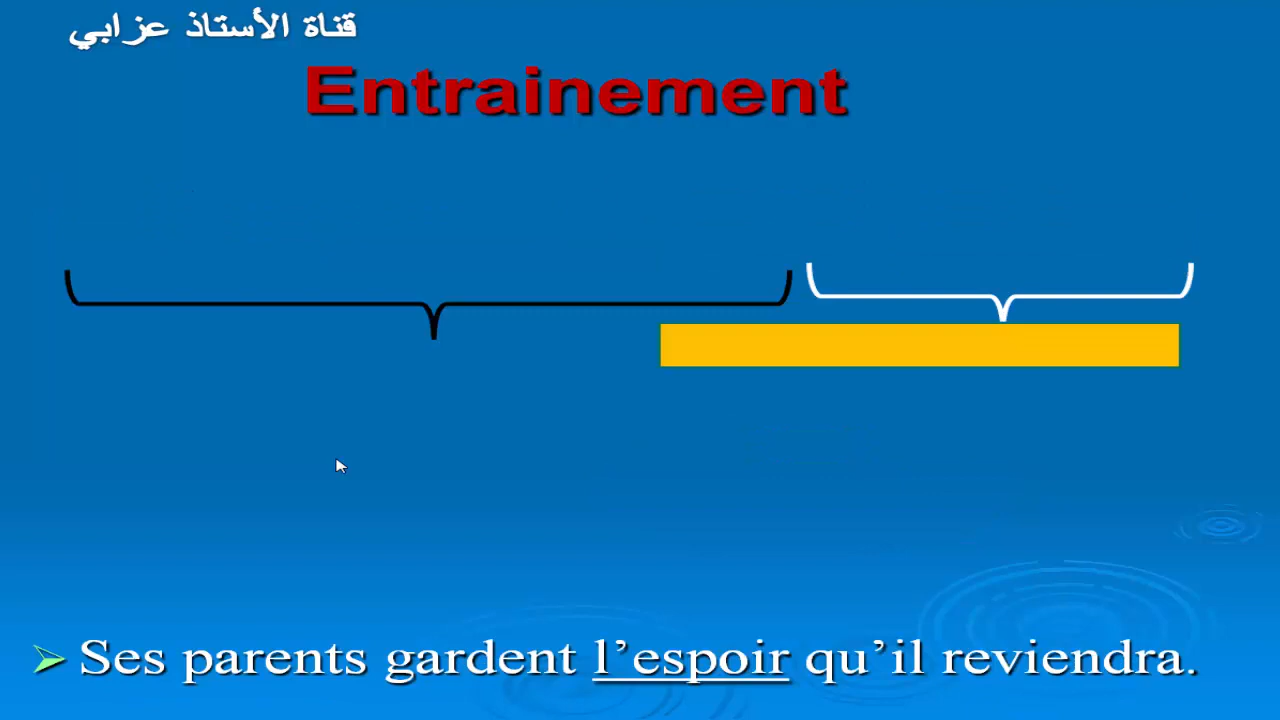 قناة الأستاذ عزابي
Entrainement
Ses parents gardent l’espoir qu’il reviendra.